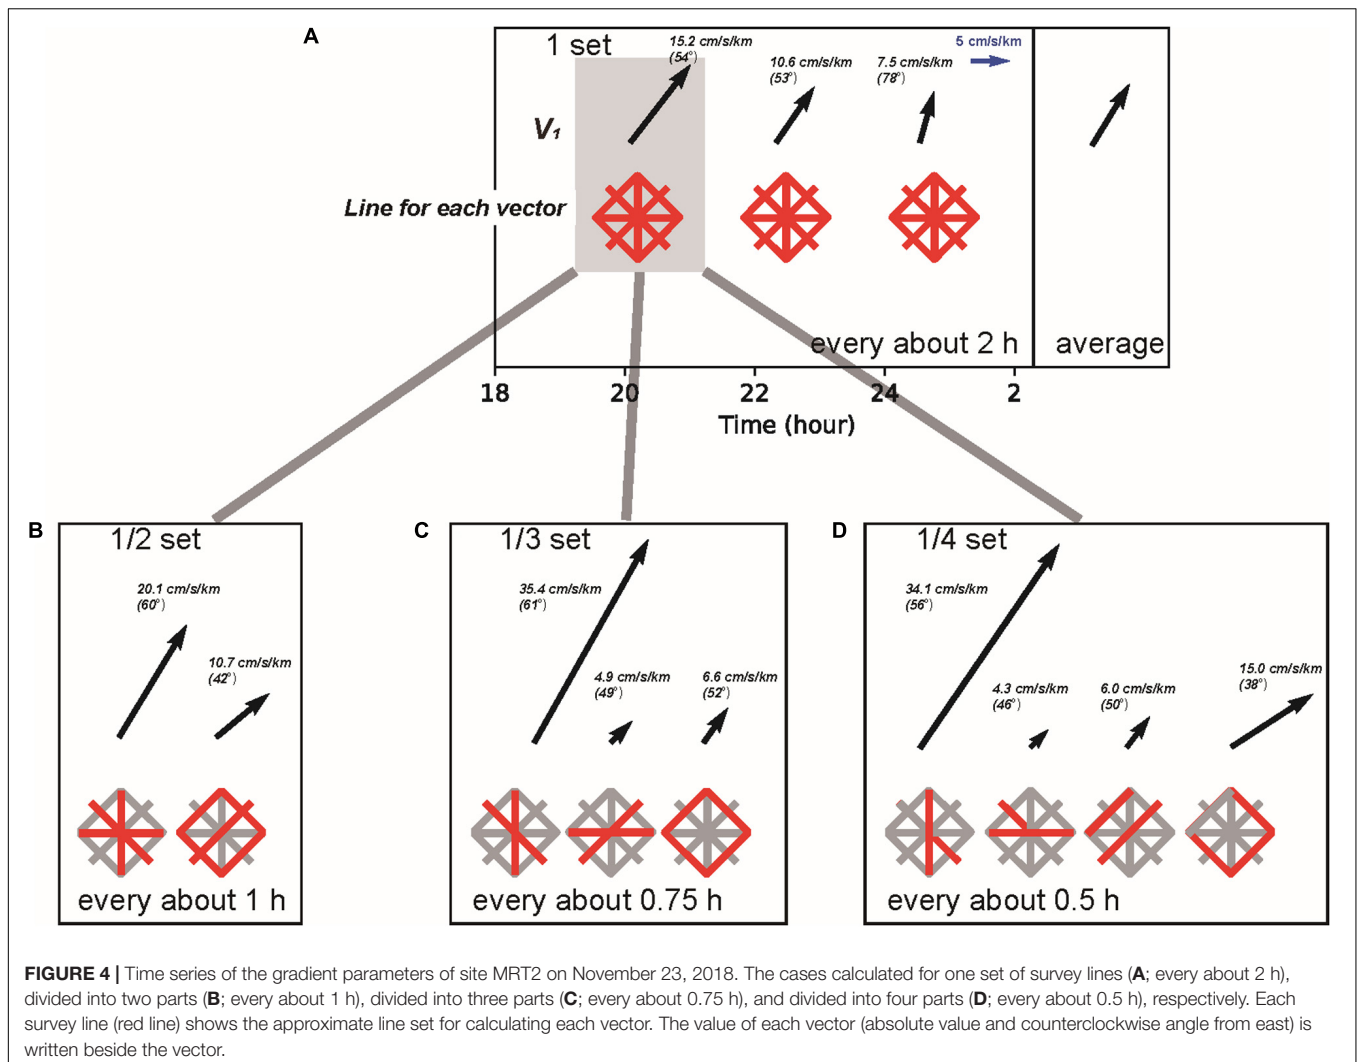 A
1 set
15.2 cm/s/km
(54°)
10.6 cm/s/km
(53°)
7.5 cm/s/km
(78°)
5 cm/s/km
V₁
Line for each vector
every about 2 h
average
18
20
22
24
2
Time (hour)
B
1/2 set
20.1 cm/s/km
(60°)
10.7 cm/s/km
(42°)
every about 1 h
C
1/3 set
35.4 cm/s/km
(61°)
4.9 cm/s/km
(49°)
6.6 cm/s/km
(52°)
every about 0.75 h
D
1/4 set
34.1 cm/s/km
(56°)
4.3 cm/s/km
(46°)
6.0 cm/s/km
(50°)
15.0 cm/s/km
(38°)
every about 0.5 h
FIGURE 4 | Time series of the gradient parameters of site MRT2 on November 23, 2018. The cases calculated for one set of survey lines (A; every about 2 h),
divided into two parts (B; every about 1 h), divided into three parts (C; every about 0.75 h), and divided into four parts (D; every about 0.5 h), respectively. Each
survey line (red line) shows the approximate line set for calculating each vector. The value of each vector (absolute value and counterclockwise angle from east) is
written beside the vector.